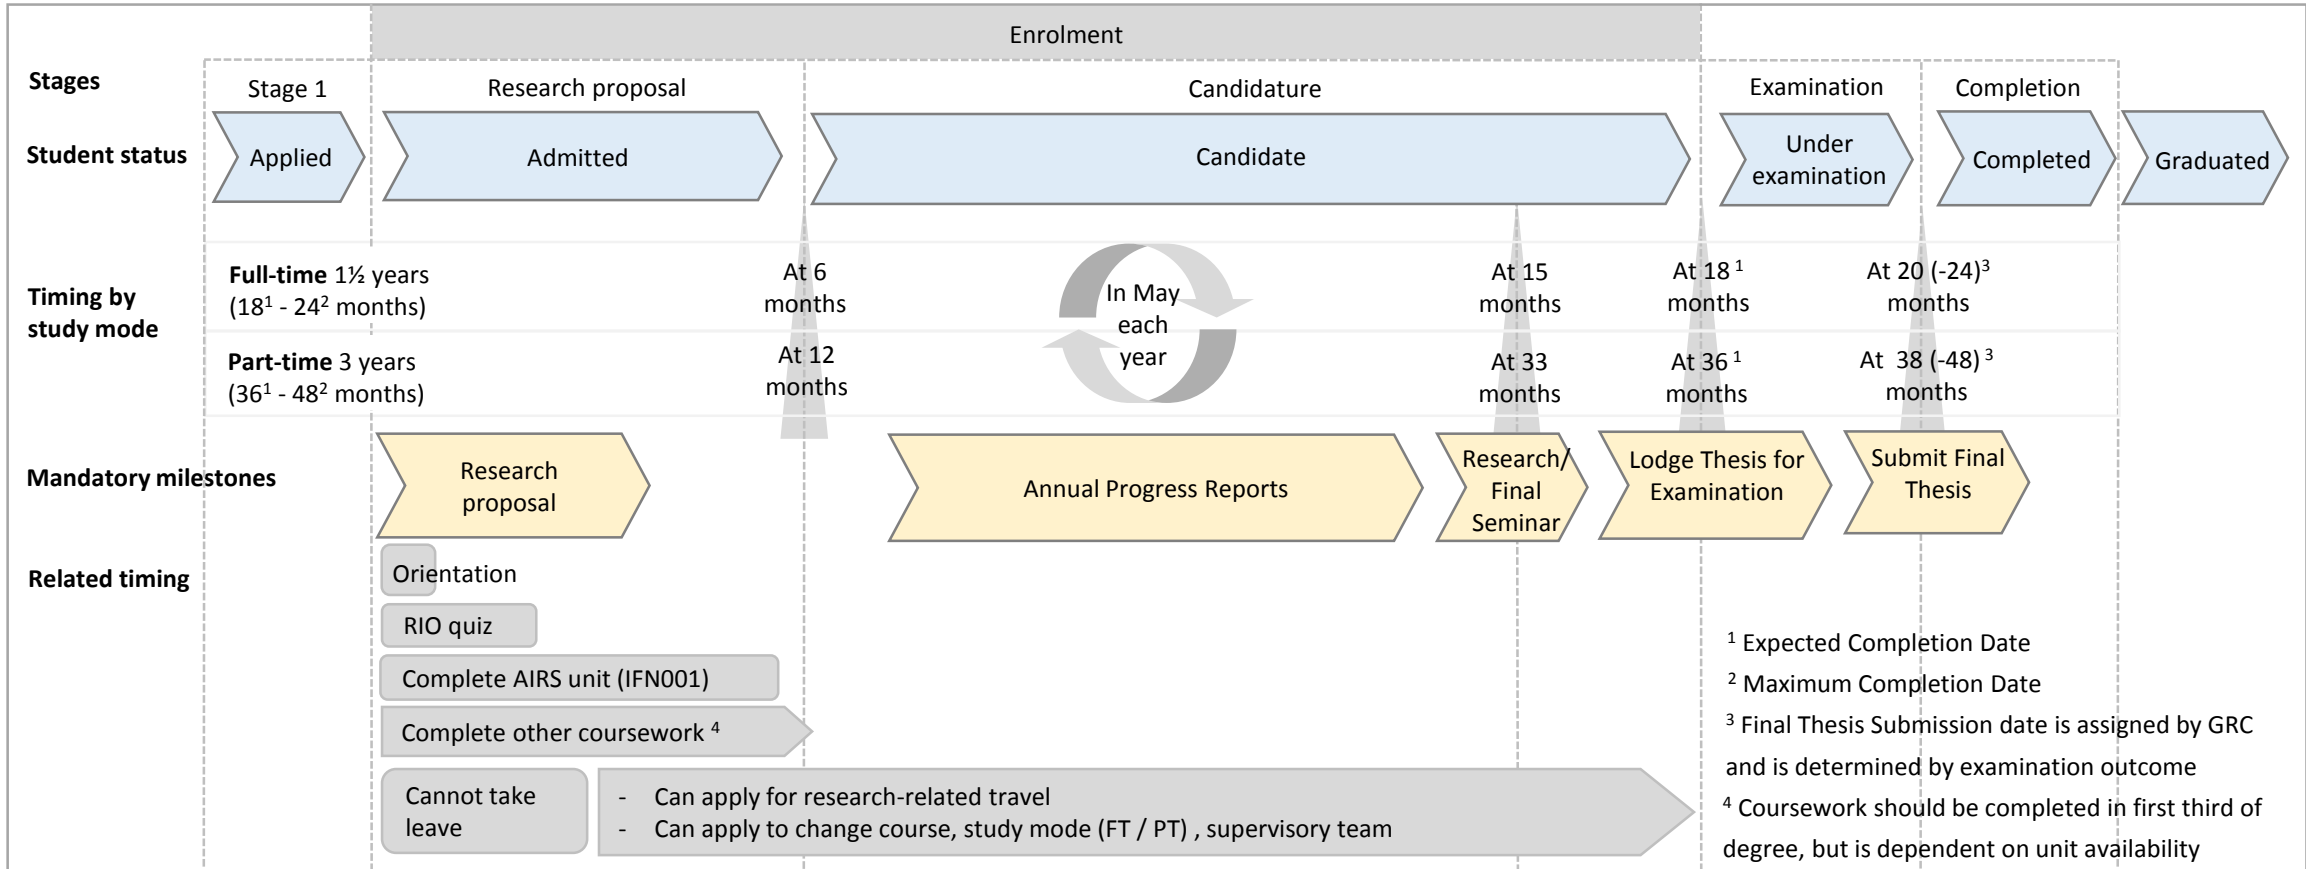 Enrolment
Stages
Stage 1
Research proposal
Candidature
Examination
Completion
Student status
Applied
Admitted
Candidate
Under
examination
Completed
Graduated
Timing by
study mode
Full-time 1½ years
(18¹ - 24² months)
At 6
months
In May
each
year
At 15
months
At 18 ¹
months
At 20 (-24)³
months
Part-time 3 years
(36¹ - 48² months)
At 12
months
At 33
months
At 36 ¹
months
At 38 (-48) ³
months
Mandatory milestones
Research
proposal
Annual Progress Reports
Research/
Final
Seminar
Lodge Thesis for
Examination
Submit Final
Thesis
Related timing
Orientation
RIO quiz
Complete AIRS unit (IFN001)
Complete other coursework ⁴
Cannot take
leave
- Can apply for research-related travel
- Can apply to change course, study mode (FT / PT) , supervisory team
¹ Expected Completion Date
² Maximum Completion Date
³ Final Thesis Submission date is assigned by GRC
and is determined by examination outcome
⁴ Coursework should be completed in first third of
degree, but is dependent on unit availability